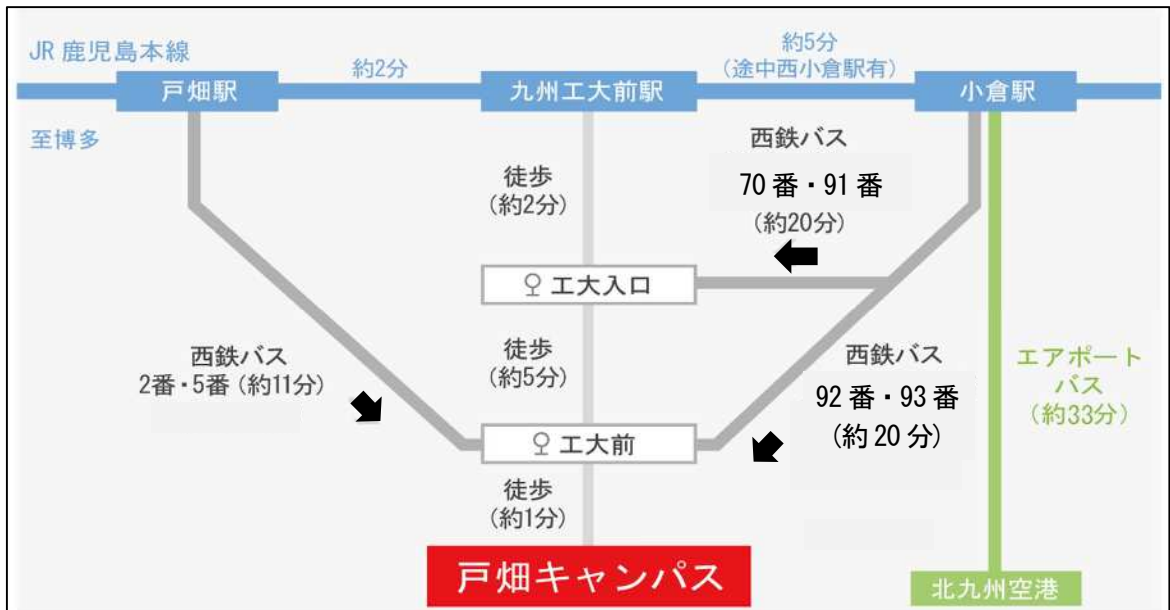 JR 鹿児島本線
約2分
約5分
(途中西小倉駅有)
戸畑駅
九州工大前駅
小倉駅
至博多
徒歩
(約2分)
西鉄バス
70 番・91 番
(約20分)
工大入口
徒歩
(約5分)
西鉄バス
2番・5番 (約11分)
西鉄バス
92 番・93 番
(約 20 分)
エアポート
バス
(約33分)
工大前
徒歩
(約1分)
戸畑キャンパス
北九州空港